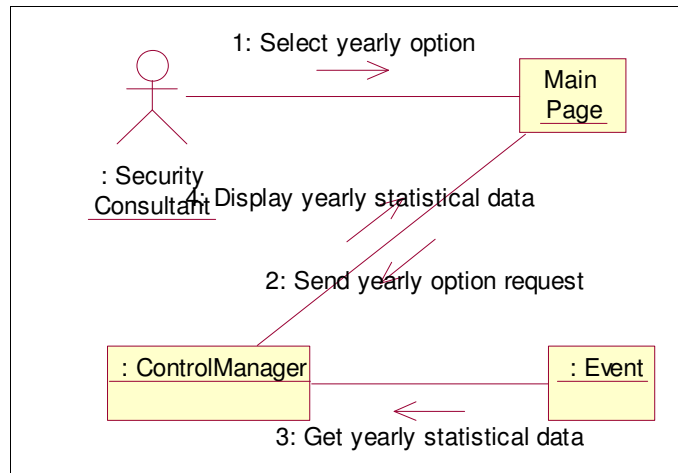 1: Select yearly option
Main
Page
: Security
Consultant
4: Display yearly statistical data
2: Send yearly option request
: ControlManager
: Event
3: Get yearly statistical data